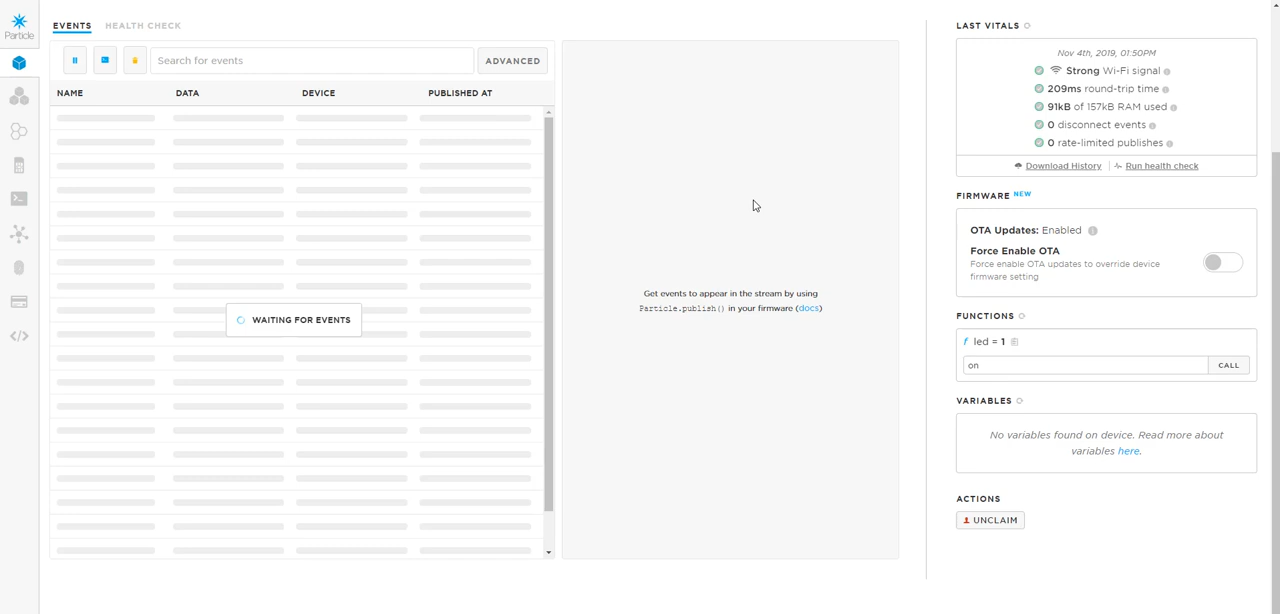 Particle
EVENTS HEALTH CHECK
Search for events
ADVANCED
NAME DATA DEVICE PUBLISHED AT
WAITING FOR EVENTS
Get events to appear in the stream by using
Particle.publish() in your firmware (docs)
LAST VITALS
Nov 4th, 2019, 01:50PM
Strong Wi-Fi signal
209ms round-trip time
91kB of 157kB RAM used
0 disconnect events
0 rate-limited publishes
Download History Run health check
FIRMWARE NEW
OTA Updates: Enabled
Force Enable OTA
Force enable OTA updates to override device
firmware setting
FUNCTIONS
f led = 1
on CALL
VARIABLES
No variables found on device. Read more about
variables here.
ACTIONS
UNCLAIM